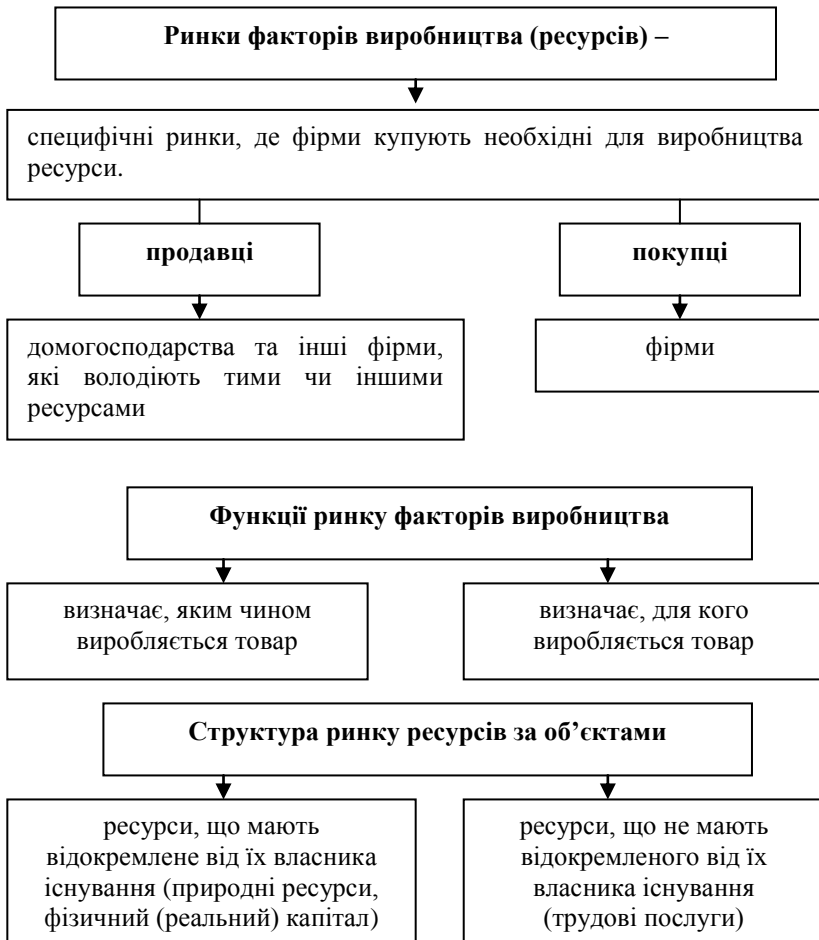 Ринки факторів виробництва (ресурсів) –
специфічні ринки, де фірми купують необхідні для виробництва
ресурси.
продавці
покупці
домогосподарства та інші фірми,
які володіють тими чи іншими
ресурсами
фірми
Функції ринку факторів виробництва
визначає, яким чином
виробляється товар
визначає, для кого
виробляється товар
Структура ринку ресурсів за об’єктами
ресурси, що мають
відокремлене від їх власника
існування (природні ресурси,
фізичний (реальний) капітал)
ресурси, що не мають
відокремленого від їх
власника існування
(трудові послуги)